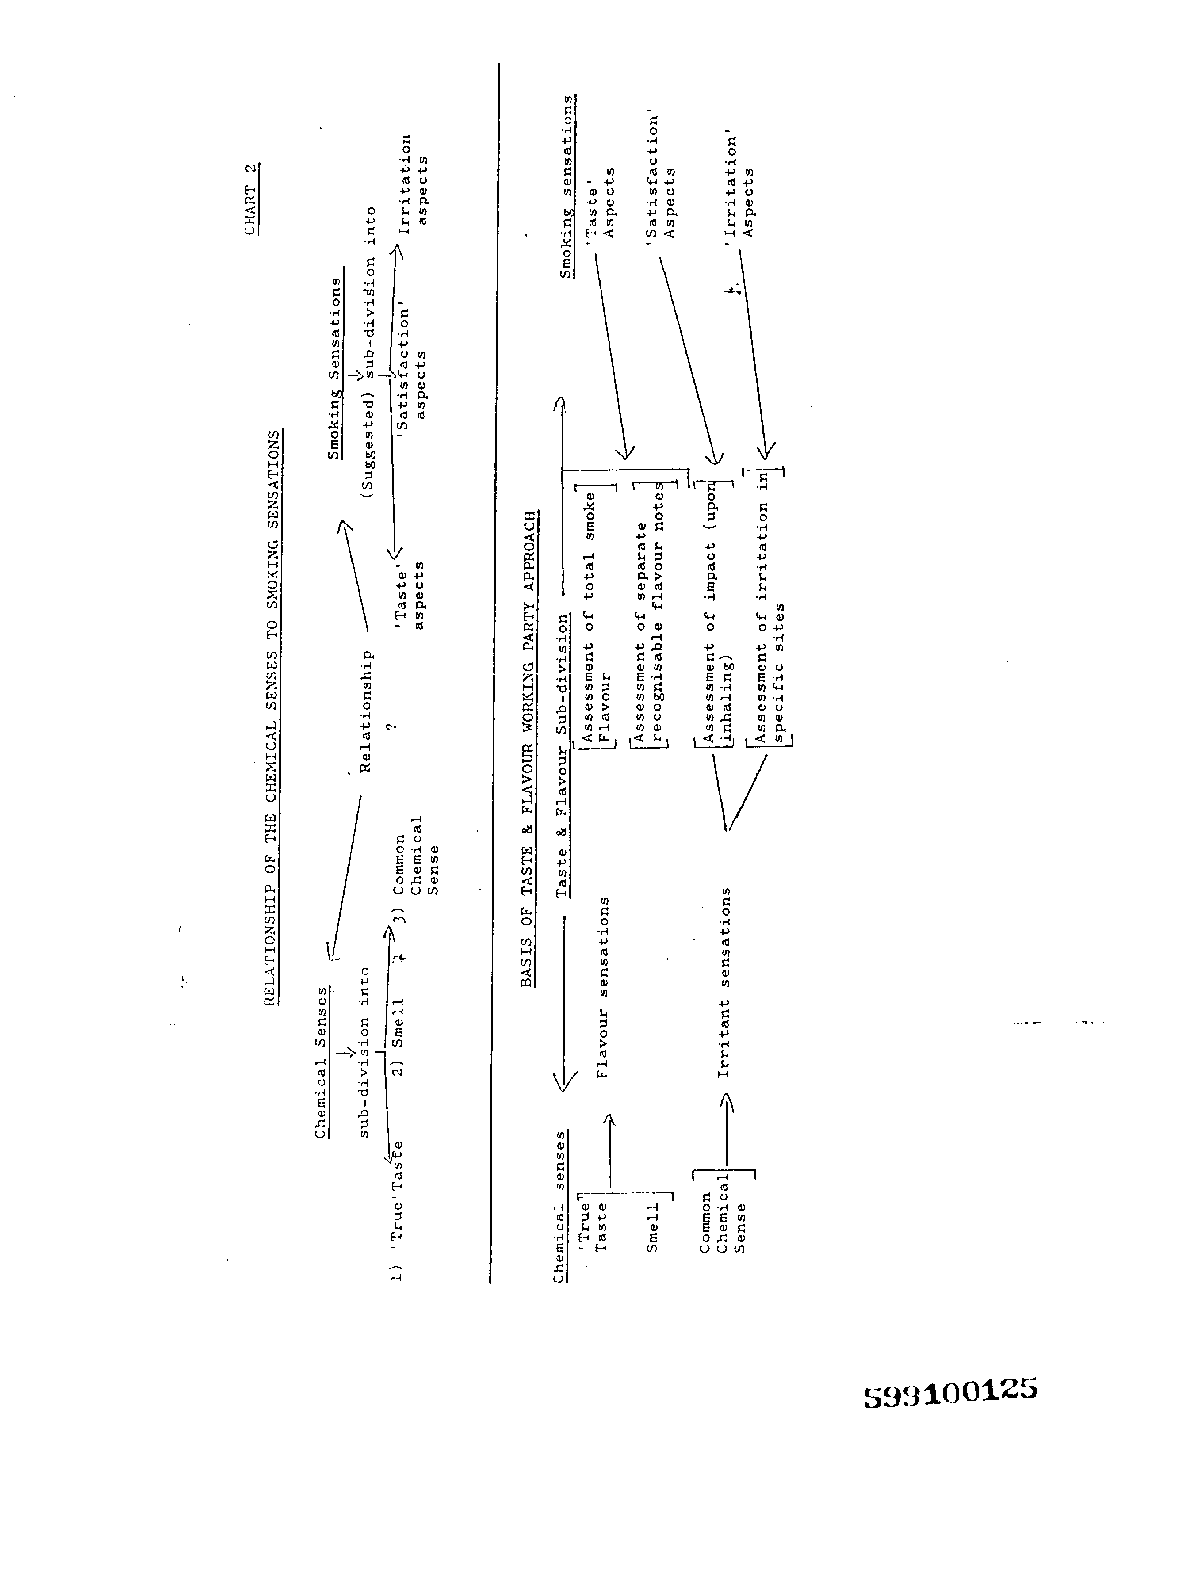 CHART 2
RELATIONSHIP OF THE CHEMICAL SENSES TO SMOKING SENSATIONS
Chemical Senses
Smoking Sensations
sub-division into
Relationship
(Suggested) sub-division into
1) 'True'Taste
2) Smell
3) Common
Chemical
Sense
?
'Taste'
aspects
'Satisfaction'
aspects
Irritation
aspects
BASIS OF TASTE & FLAVOUR WORKING PARTY APPROACH
Chemical senses
Taste & Flavour Sub-division
Smoking sensations
'True'
Taste
Smell
Flavour sensations
Assessment of total smoke
Flavour
Assessment of separate
recognisable flavour notes
'Taste'
Aspects
Common
Chemical
Sense
Irritant sensations
Assessment of impact (upon
inhaling)
Assessment of irritation in
specific sites
'Satisfaction'
Aspects
'Irritation'
Aspects
599100125